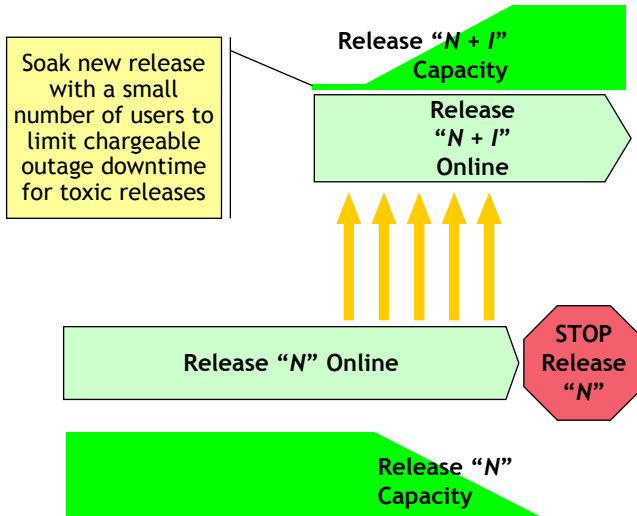 Release “N + I”
Capacity
Soak new release
with a small
number of users to
limit chargeable
outage downtime
for toxic releases
Release
“N + I”
Online
Release “N” Online
STOP
Release
“N”
Release “N”
Capacity